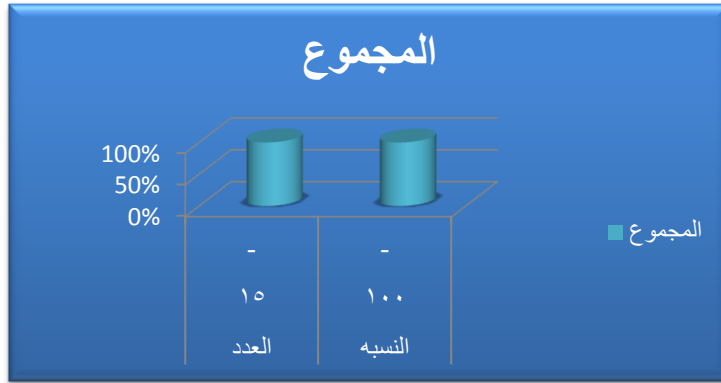 المجموع
100%
50%
0%
- -
١٥ ١٠٠
العدد النسبه
المجموع